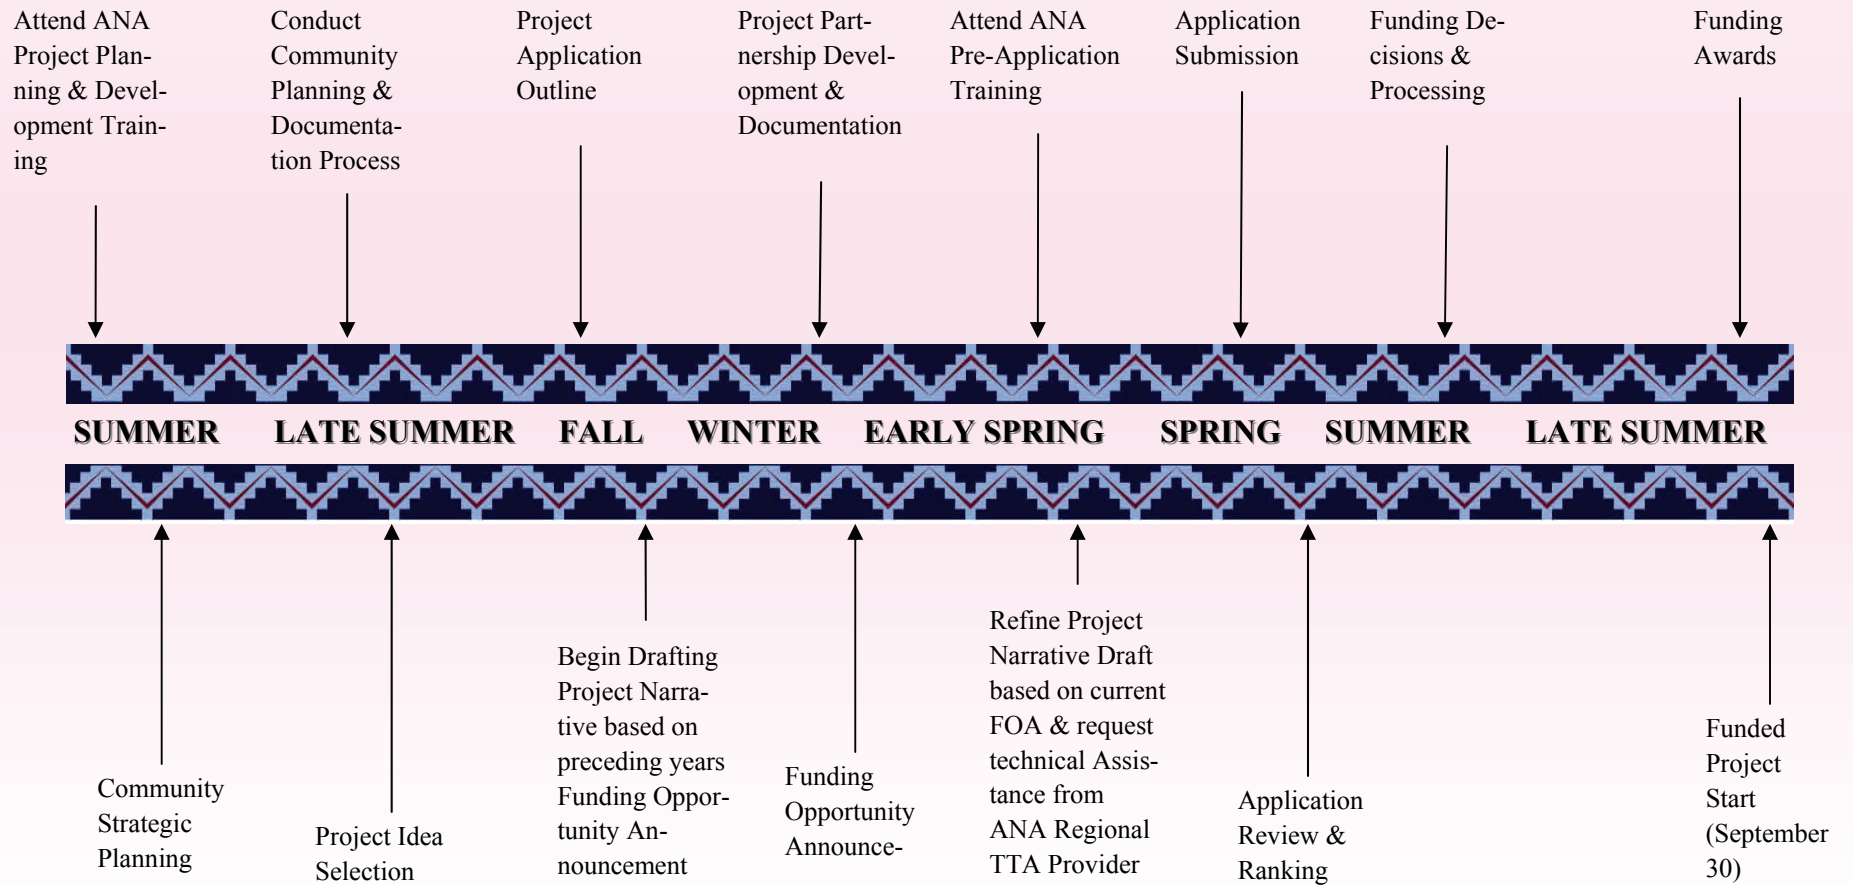 Attend ANA
Project Plan-
ning & Devel-
opment Train-
ing
Conduct
Community
Planning &
Documenta-
tion Process
Project
Application
Outline
Project Part-
nership Devel-
opment &
Documentation
Attend ANA
Pre-Application
Training
Application
Submission
Funding De-
cisions &
Processing
Funding
Awards
SUMMER LATE SUMMER FALL WINTER EARLY SPRING SPRING SUMMER LATE SUMMER
Community
Strategic
Planning
Project Idea
Selection
Begin Drafting
Project Narra-
tive based on
preceding years
Funding Oppor-
tunity An-
nouncement
Funding
Opportunity
Announce-
Refine Project
Narrative Draft
based on current
FOA & request
technical Assis-
tance from
ANA Regional
TTA Provider
Application
Review &
Ranking
Funded
Project
Start
(September
30)